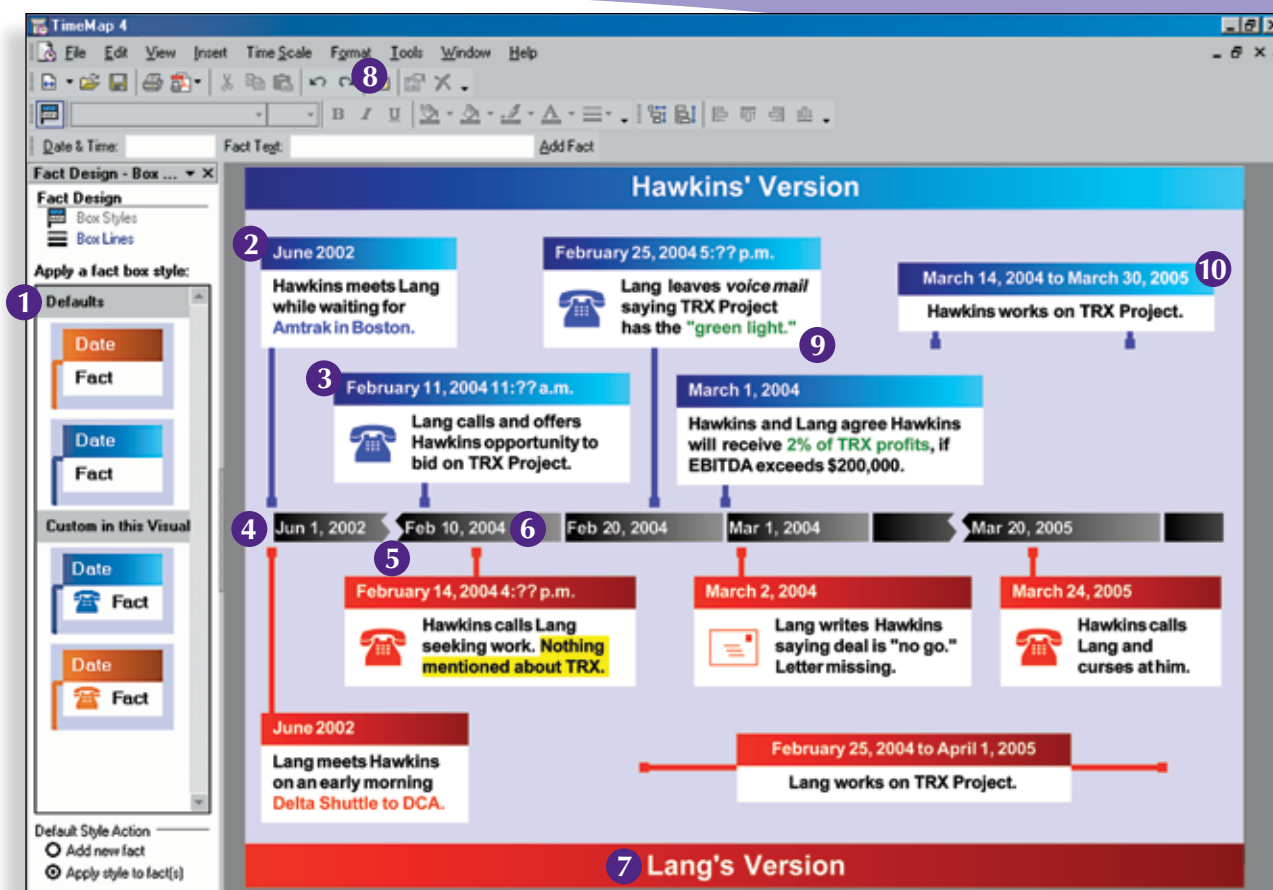 TimeMap 4
File Edit View Insert Time Scale Format Tools Window Help
8
B I U
Date & Time: Fact Text: Add Fact
Fact Design - Box ...
Fact Design
Box Styles
Box Lines
Apply a fact box style:
1 Defaults
Date
Fact
Date
Fact
Custom in this Visual
Date
Fact
Date
Fact
Default Style Action
Add new fact
Apply style to fact(s)
Hawkins' Version
2 June 2002
Hawkins meets Lang
while waiting for
Amtrak in Boston.
February 25, 2004 5:?? p.m.
Lang leaves voice mail
saying TRX Project
has the "green light."
9
March 14, 2004 to March 30, 2005 10
Hawkins works on TRX Project.
3 February 11, 2004 11:?? a.m.
Lang calls and offers
Hawkins opportunity to
bid on TRX Project.
March 1, 2004
Hawkins and Lang agree Hawkins
will receive 2% of TRX profits, if
EBITDA exceeds $200,000.
4 Jun 1, 2002 Feb 10, 2004 6 Feb 20, 2004 Mar 1, 2004 Mar 20, 2005
5
February 14, 2004 4:?? p.m.
Hawkins calls Lang
seeking work. Nothing
mentioned about TRX.
March 2, 2004
Lang writes Hawkins
saying deal is "no go."
Letter missing.
March 24, 2005
Hawkins calls
Lang and
curses at him.
June 2002
Lang meets Hawkins
on an early morning
Delta Shuttle to DCA.
February 25, 2004 to April 1, 2005
Lang works on TRX Project.
7 Lang's Version